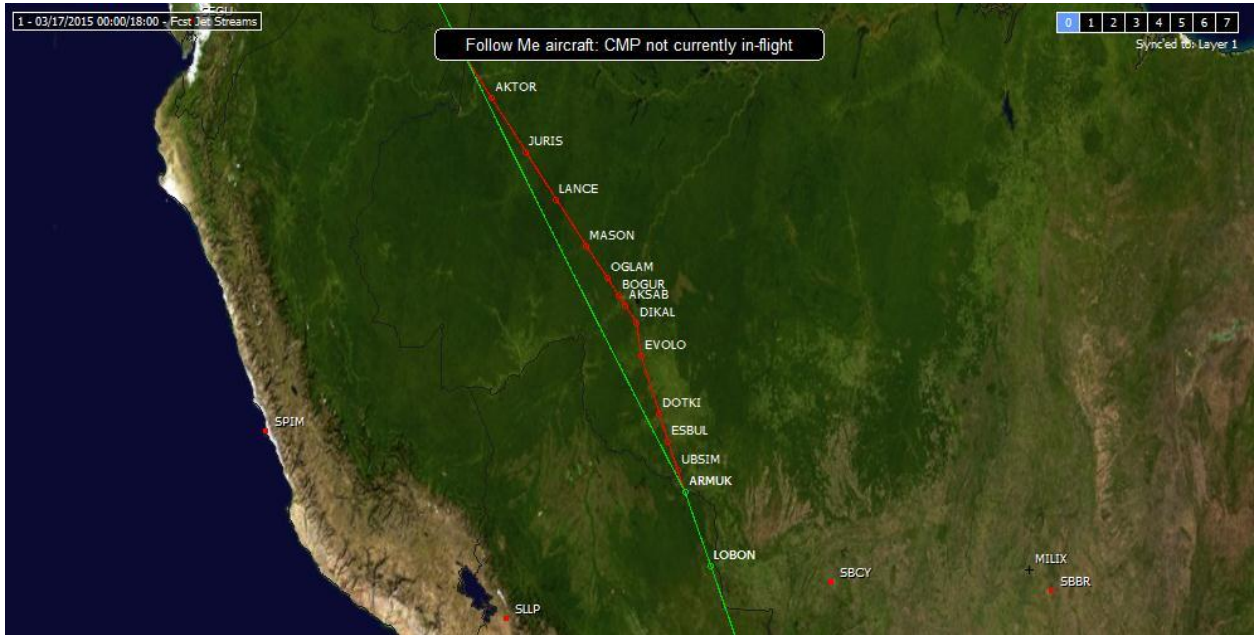 SEGU
1 - 03/17/2015 00:00/18:00 - Fcst Jet Streams
0 1 2 3 4 5 6 7
Follow Me aircraft: CMP not currently in-flight
Sync'ed to: Layer 1
AKTOR
JURIS
LANCE
MASON
OGLAM
BOGUR
AKSAB
DIKAL
EVOLO
DOTKI
SPIM
ESBUL
UBSIM
ARMUK
LOBON
MILIX
SBCY
SBBR
SLLP